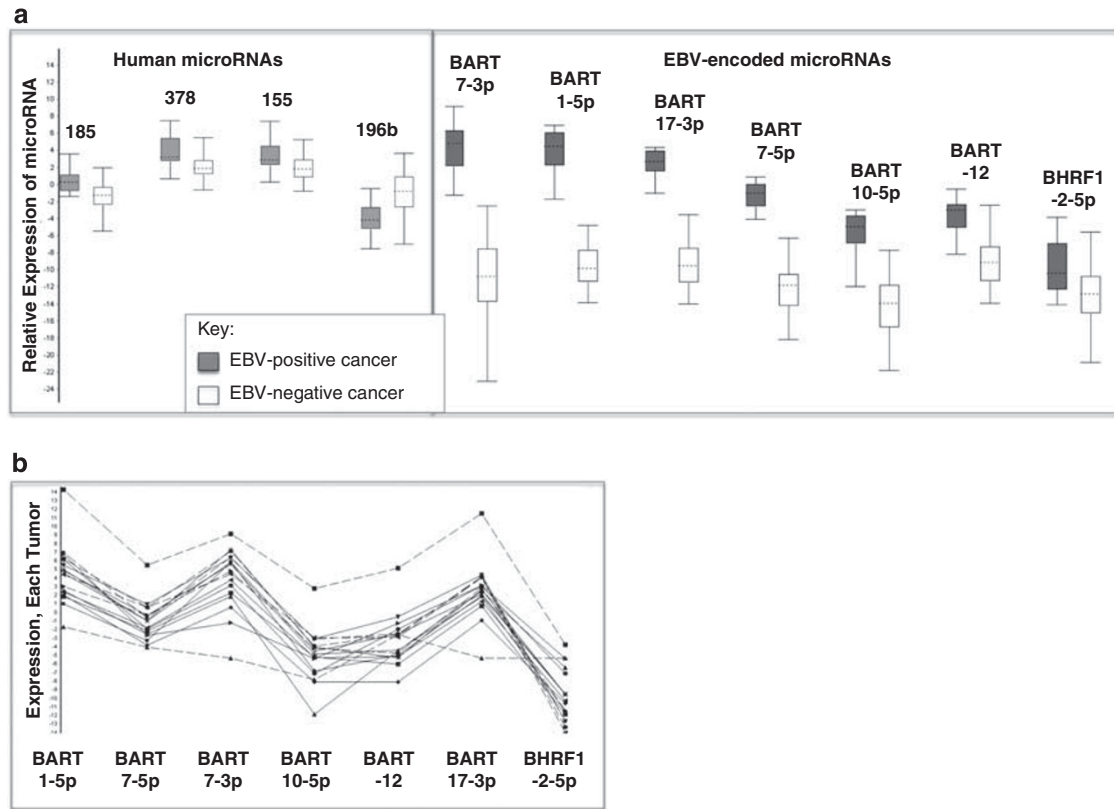 a
Human microRNAs
EBV-encoded microRNAs
Relative Expression of microRNA
14
12
10
8
6
4
2
0
-2
-4
-6
-8
-10
-12
-14
-16
-18
-20
-22
-24
185
378
155
196b
BART
7-3p
BART
1-5p
BART
17-3p
BART
7-5p
BART
10-5p
BART
-12
BHRF1
-2-5p
Key:
EBV-positive cancer
EBV-negative cancer
b
Expression, Each Tumor
BART
1-5p
BART
7-5p
BART
7-3p
BART
10-5p
BART
-12
BART
17-3p
BHRF1
-2-5p